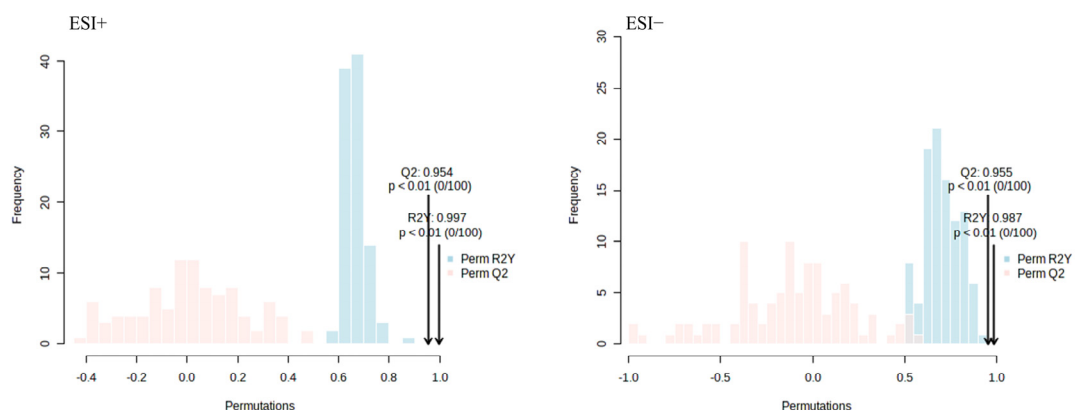 ESI+
40
30
20
10
0
Frequency
Q2: 0.954
p < 0.01 (0/100)
R2Y: 0.997
p < 0.01 (0/100)
Perm R2Y
Perm Q2
-0.4
-0.2
0.0
0.2
0.4
0.6
0.8
1.0
Permutations
ESI−
30
25
20
15
10
5
0
Frequency
Q2: 0.955
p < 0.01 (0/100)
R2Y: 0.987
p < 0.01 (0/100)
Perm R2Y
Perm Q2
-1.0
-0.5
0.0
0.5
1.0
Permutations